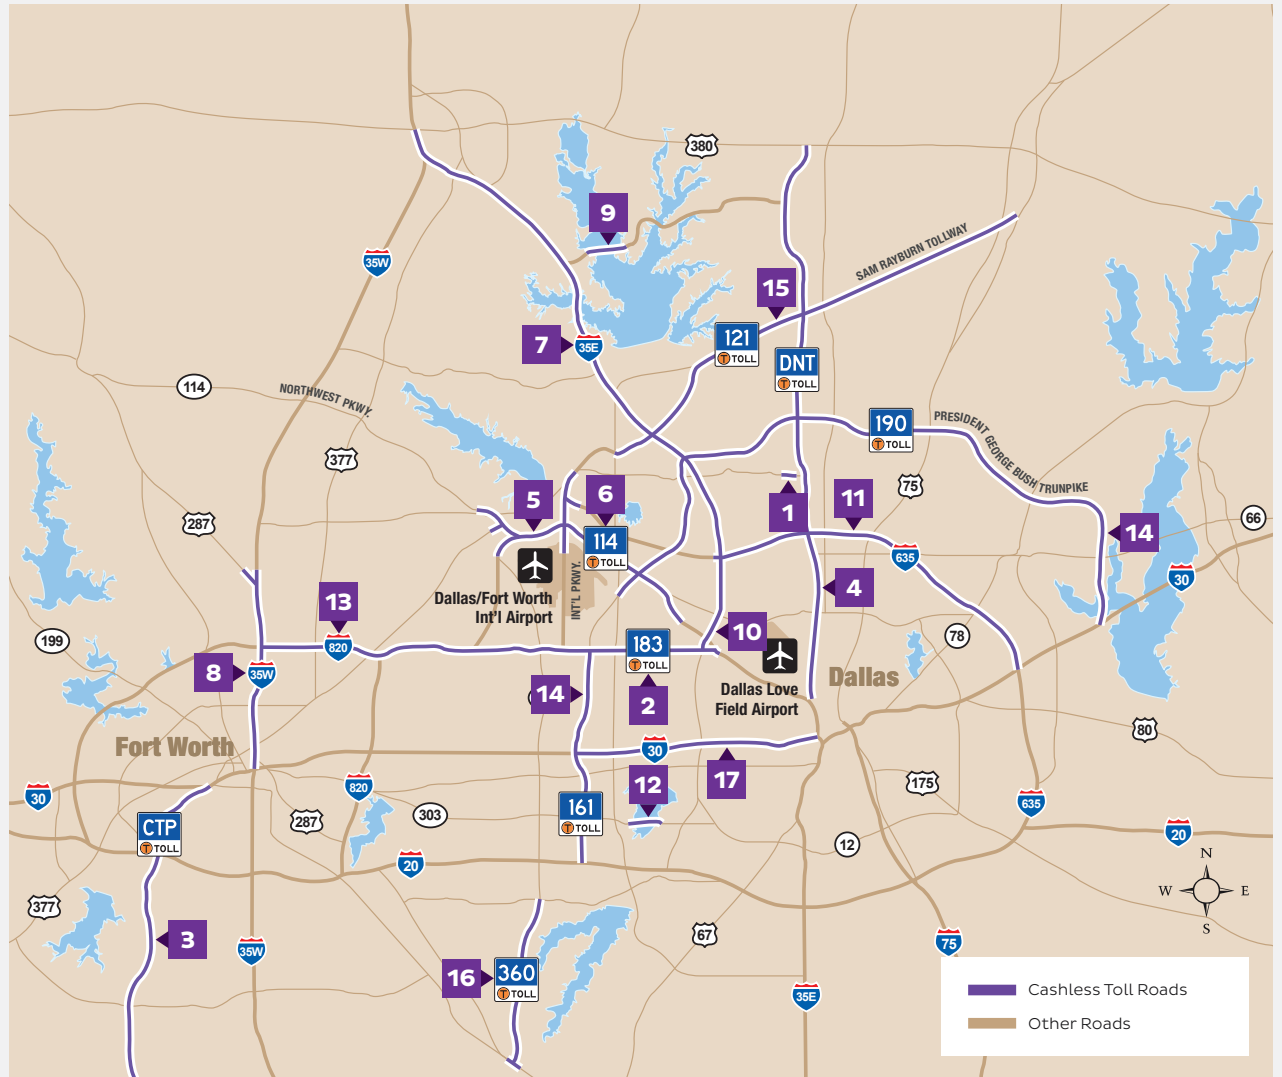 380
9
SAM RAYBURN TOLLWAY
35W
15
7
35E
121
TOLL
DNT
TOLL
114
NORTHWEST PKWY.
190
TOLL
PRESIDENT GEORGE BUSH TRUNPIKE
377
75
5
6
1
11
14
66
287
114
TOLL
635
30
INT'L PKWY.
Dallas/Fort Worth
Int'l Airport
4
13
199
820
183
TOLL
10
78
8
35W
Dallas Love
Field Airport
Dallas
14
2
Fort Worth
30
17
80
12
175
30
820
161
TOLL
635
CTP
TOLL
287
303
12
20
20
N
W
E
S
377
3
67
75
35W
16
360
TOLL
35E
Cashless Toll Roads
Other Roads